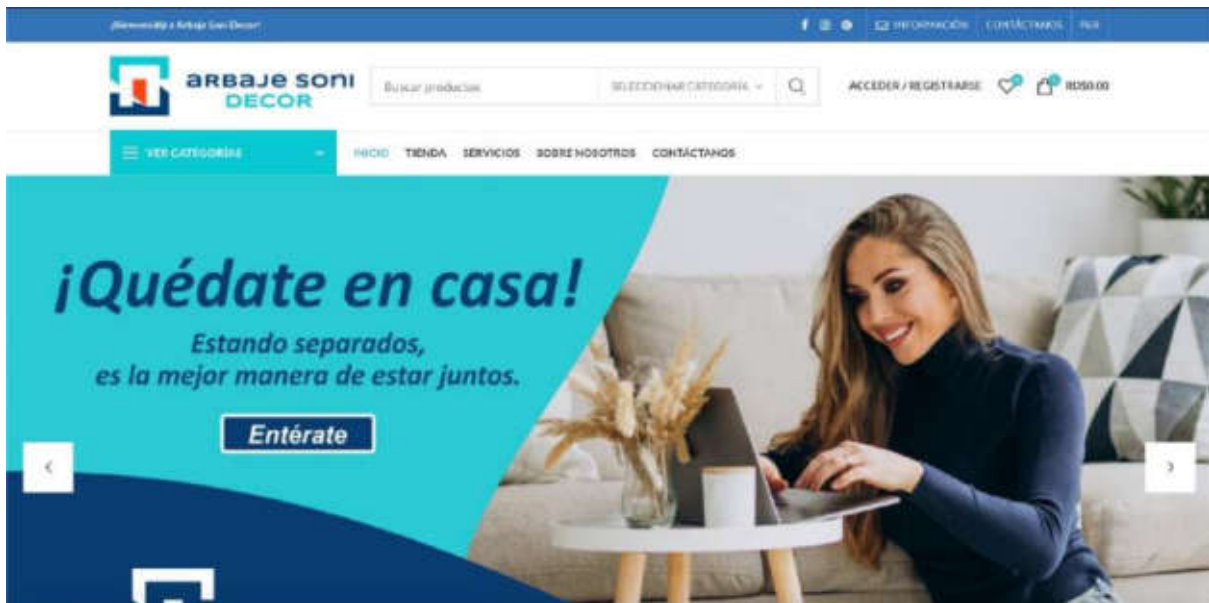 ¡Bienvenid@ a Arbaje Soni Decor!
INFORMACIÓN CONTÁCTANOS
arbaje soni
DECOR
Buscar productos
SELECCIONAR CATEGORÍA
ACCEDER / REGISTRARSE
RD$0.00
VER CATEGORÍAS
INICIO TIENDA SERVICIOS SOBRE NOSOTROS CONTÁCTANOS
¡Quédate en casa!
Estando separados,
es la mejor manera de estar juntos.
Entérate